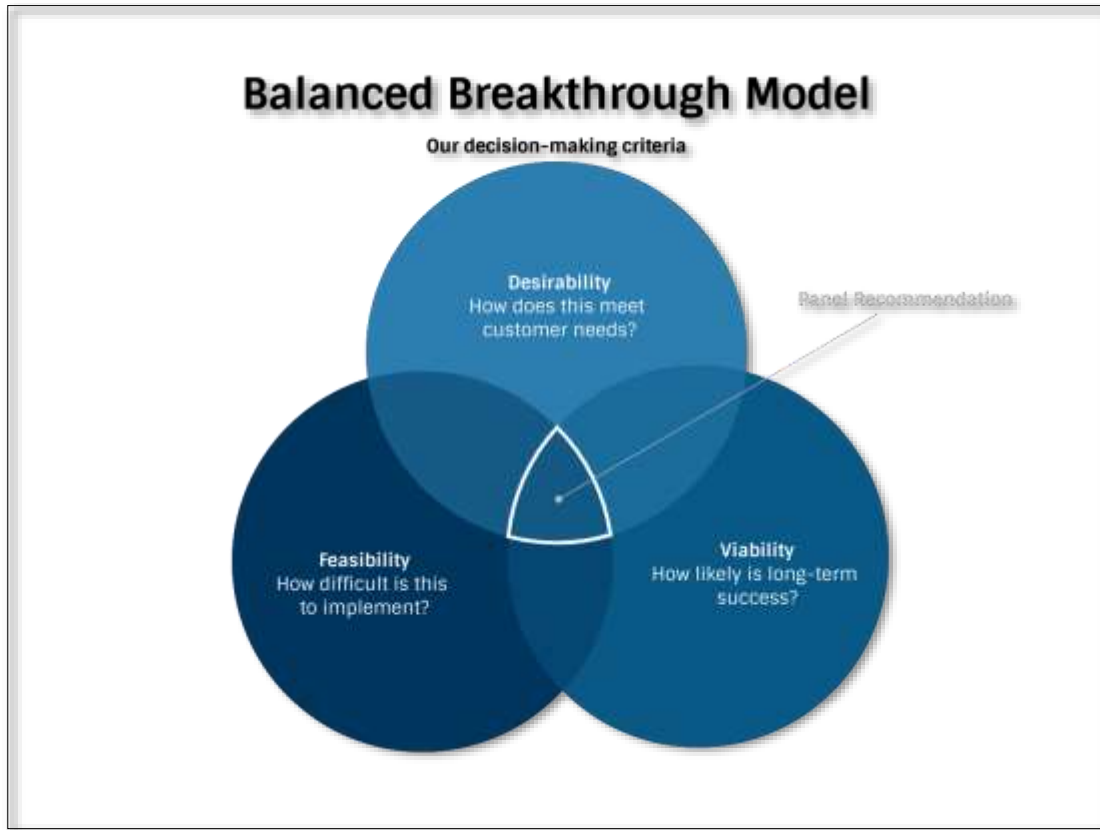 Balanced Breakthrough Model
Our decision-making criteria
Desirability
How does this meet
customer needs?
Panel Recommendation
Feasibility
How difficult is this
to implement?
Viability
How likely is long-term
success?